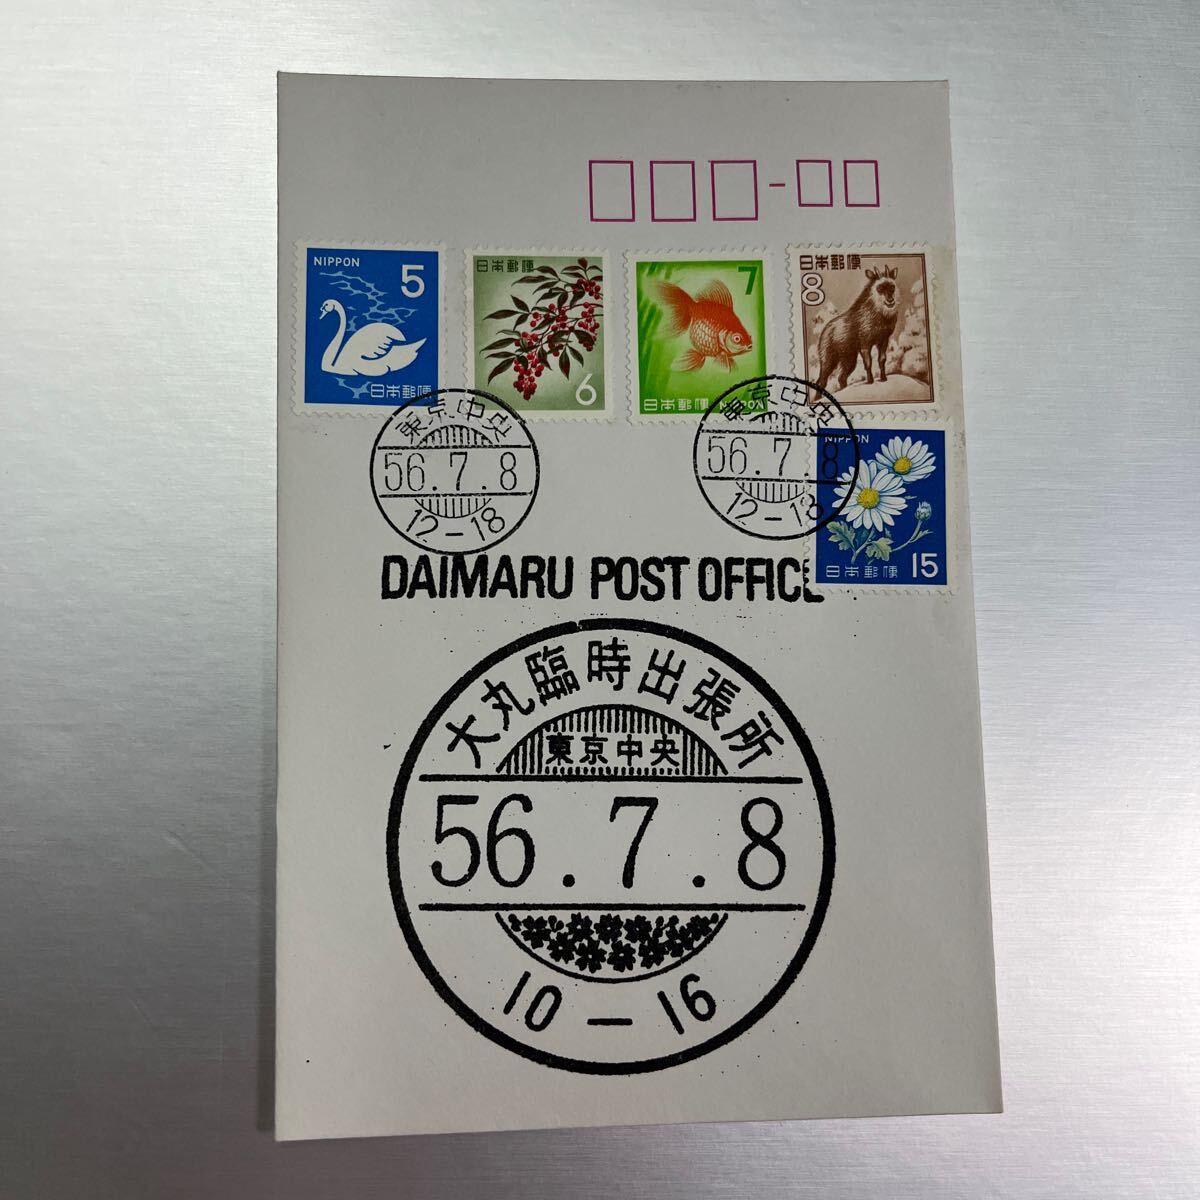 NIPPON 5
日本郵便
日本郵便
6
7
日本郵便 NIPPON
日本郵便
8
NIPPON
日本郵便 15
東京中央
56.7.8
12-18
東京中央
56.7.8
12-18
DAIMARU POST OFFICE
大丸臨時出張所
東京中央
56.7.8
10-16